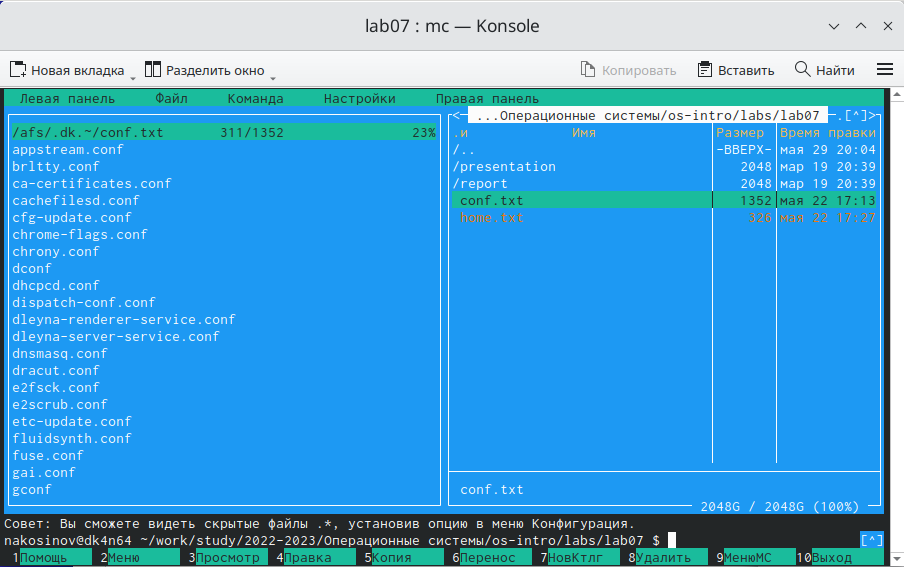 lab07 : mc — Konsole
Новая вкладка Разделить окно Копировать Вставить Найти
Левая панель Файл Команда Настройки Правая панель
/afs/.dk.~/conf.txt 311/1352 23%
appstream.conf
brltty.conf
ca-certificates.conf
cachefilesd.conf
cfg-update.conf
chrome-flags.conf
chrony.conf
dconf
dhcpcd.conf
dispatch-conf.conf
dleyna-renderer-service.conf
dleyna-server-service.conf
dnsmasq.conf
dracut.conf
e2fsck.conf
e2scrub.conf
etc-update.conf
fluidsynth.conf
fuse.conf
gai.conf
gconf
<- ...Операционные системы/os-intro/labs/lab07 -.[^]>
.и Имя Размер Время правки
/.. -ВВЕРХ- мая 29 20:04
/presentation 2048 мар 19 20:39
/report 2048 мар 19 20:39
conf.txt 1352 мая 22 17:13
home.txt 326 мая 22 17:27
conf.txt
2048G / 2048G (100%)
Совет: Вы сможете видеть скрытые файлы .*, установив опцию в меню Конфигурация.
nakosinov@dk4n64 ~/work/study/2022-2023/Операционные системы/os-intro/labs/lab07 $ [^]
1Помощь 2Меню 3Просмотр 4Правка 5Копия 6Перенос 7НовКтлг 8Удалить 9МенюМС 10Выход